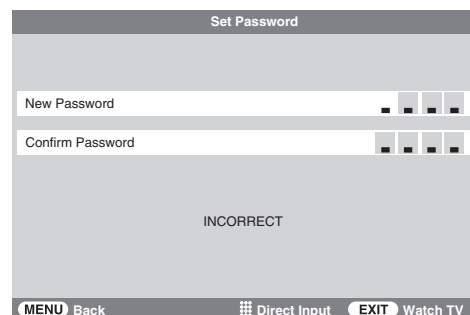 Set Password
New Password
Confirm Password
INCORRECT
MENU Back Direct Input EXIT Watch TV